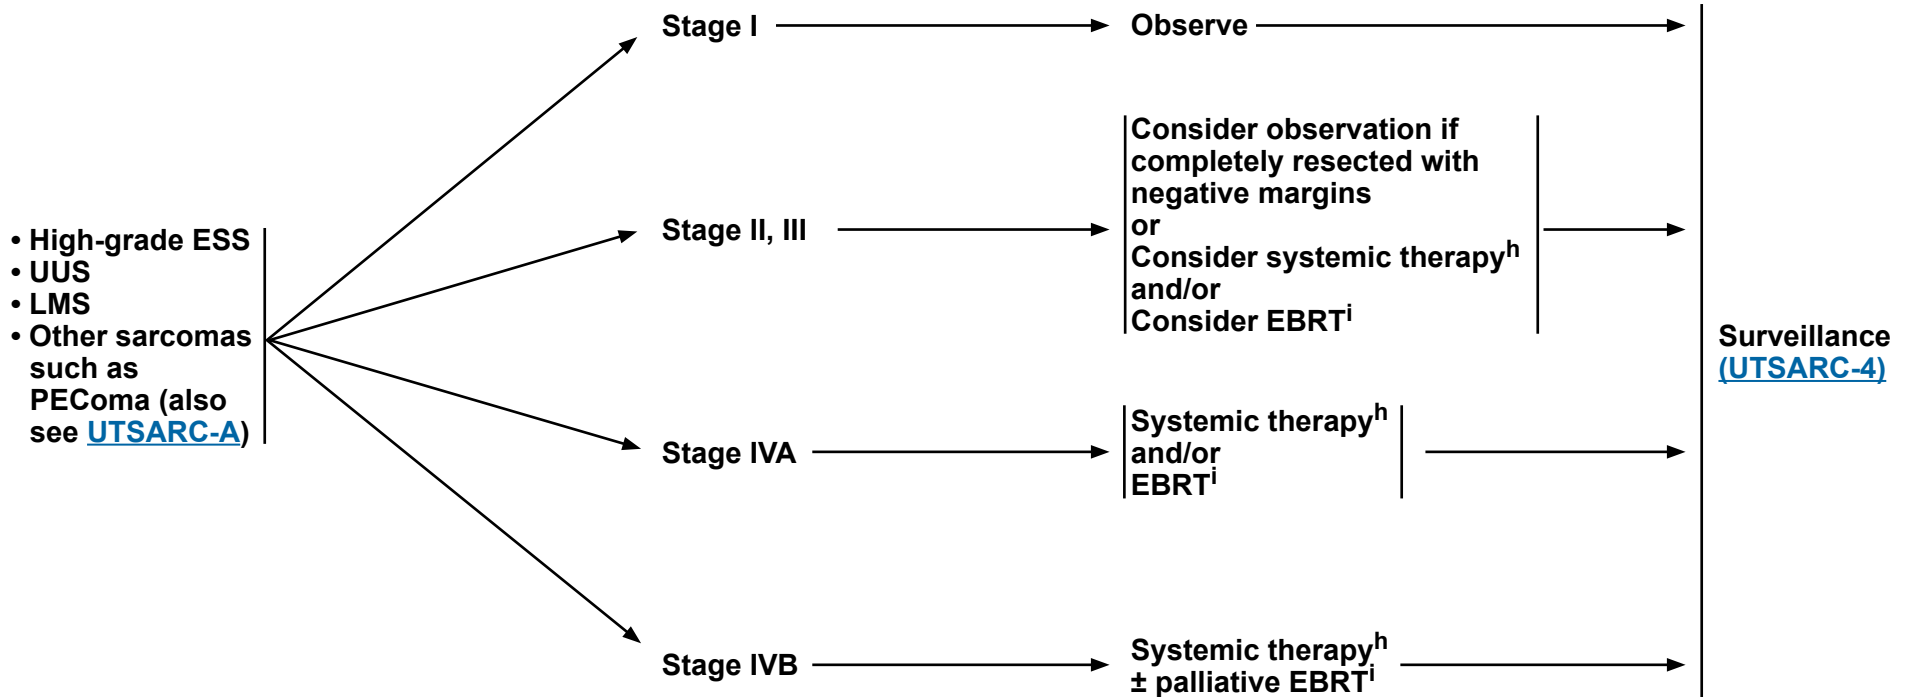 • High-grade ESS
• UUS
• LMS
• Other sarcomas
such as
PEComa (also
see UTSARC-A)
Stage I
Observe
Stage II, III
Consider observation if
completely resected with
negative margins
or
Consider systemic therapyh
and/or
Consider EBRTi
Stage IVA
Systemic therapyh
and/or
EBRTi
Stage IVB
Systemic therapyh
± palliative EBRTi
Surveillance
(UTSARC-4)